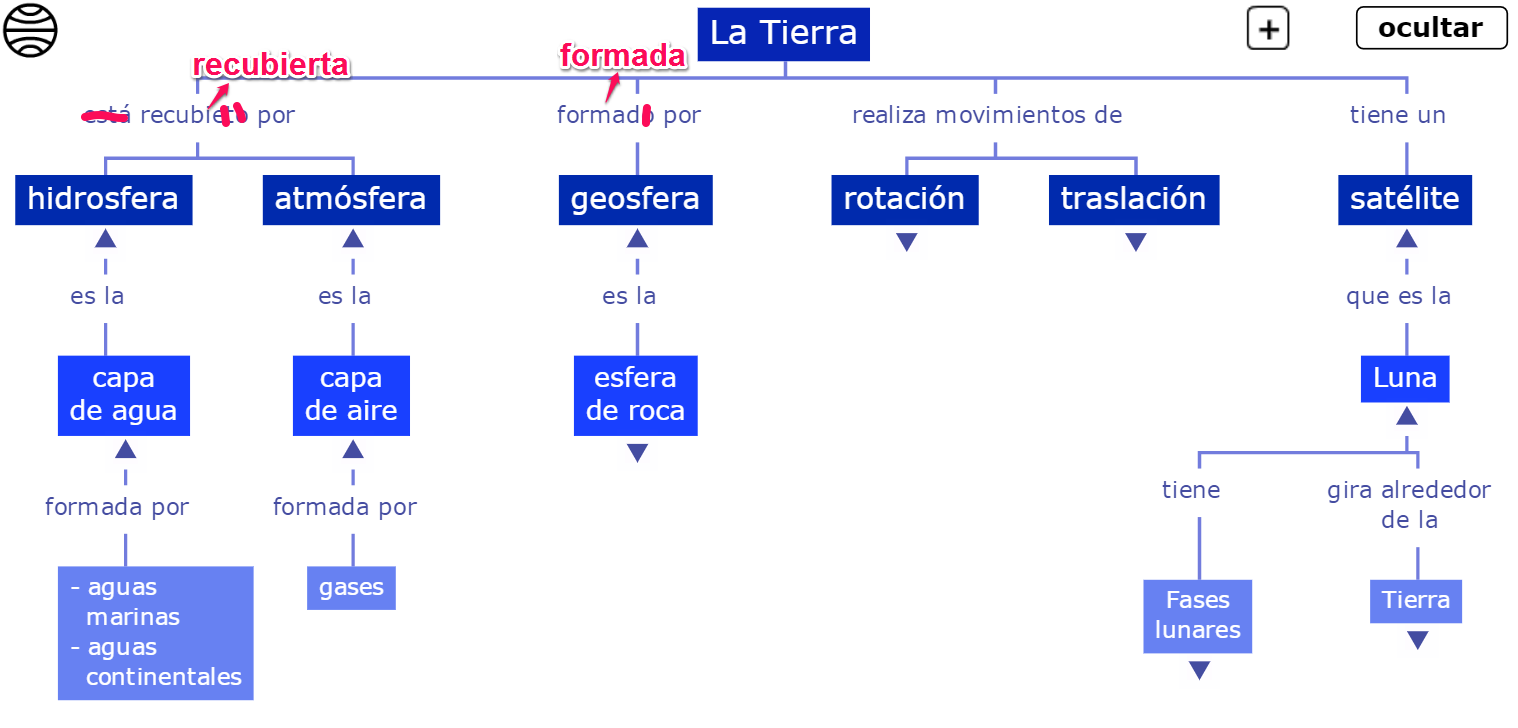 La Tierra
+
ocultar
recubierta
formada
está recubieto por
formado por
realiza movimientos de
tiene un
hidrosfera
atmósfera
geosfera
rotación
traslación
satélite
es la
es la
es la
que es la
capa
de agua
capa
de aire
esfera
de roca
Luna
formada por
formada por
tiene
gira alrededor
de la
- aguas
marinas
- aguas
continentales
gases
Fases
lunares
Tierra